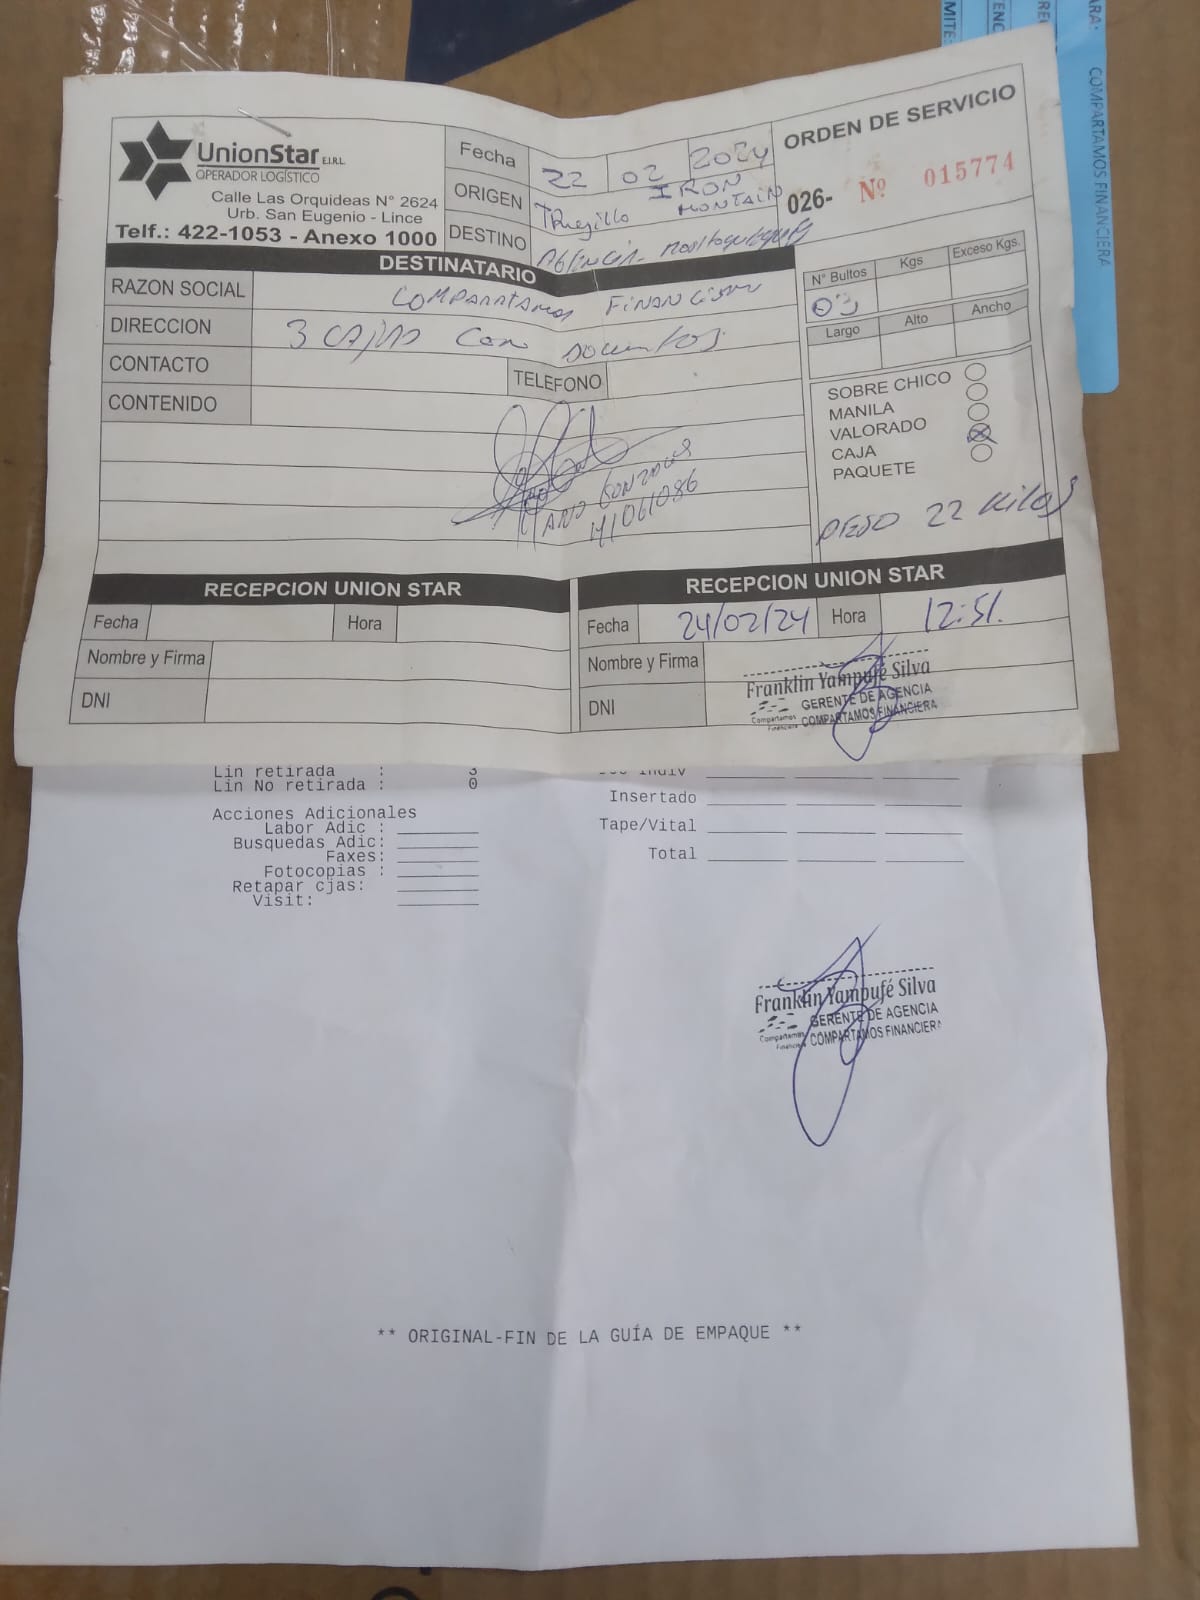 PARA: COMPARTAMOS FINANCIERA
UnionStar E.I.R.L.
OPERADOR LOGÍSTICO
Calle Las Orquideas N° 2624
Urb. San Eugenio - Lince
Telf.: 422-1053 - Anexo 1000
Fecha 22 02 2024
ORIGEN Trujillo IRON MONTAIN
DESTINO
ORDEN DE SERVICIO
026- Nº 015774
DESTINATARIO
RAZON SOCIAL
DIRECCION 3 CAJAS CON
CONTACTO TELEFONO
CONTENIDO
N° Bultos Kgs Exceso Kgs.
03
Largo Alto Ancho
SOBRE CHICO
MANILA
VALORADO
CAJA
PAQUETE
PESO 22 KILOS
RECEPCION UNION STAR
Fecha Hora
Nombre y Firma
DNI
RECEPCION UNION STAR
Fecha 24/02/24 Hora 12:51.
Nombre y Firma
DNI
Franklin Yampufé Silva
GERENTE DE AGENCIA
Compartamos Financiera COMPARTAMOS FINANCIERA
Lin retirada : 3
Lin No retirada : 0
Acciones Adicionales
Labor Adic :
Busquedas Adic:
Faxes:
Fotocopias :
Retapar cjas:
Visit:
Insertado
Tape/Vital
Total
Franklin Yampufé Silva
GERENTE DE AGENCIA
Compartamos Financiera COMPARTAMOS FINANCIERA
** ORIGINAL-FIN DE LA GUÍA DE EMPAQUE **